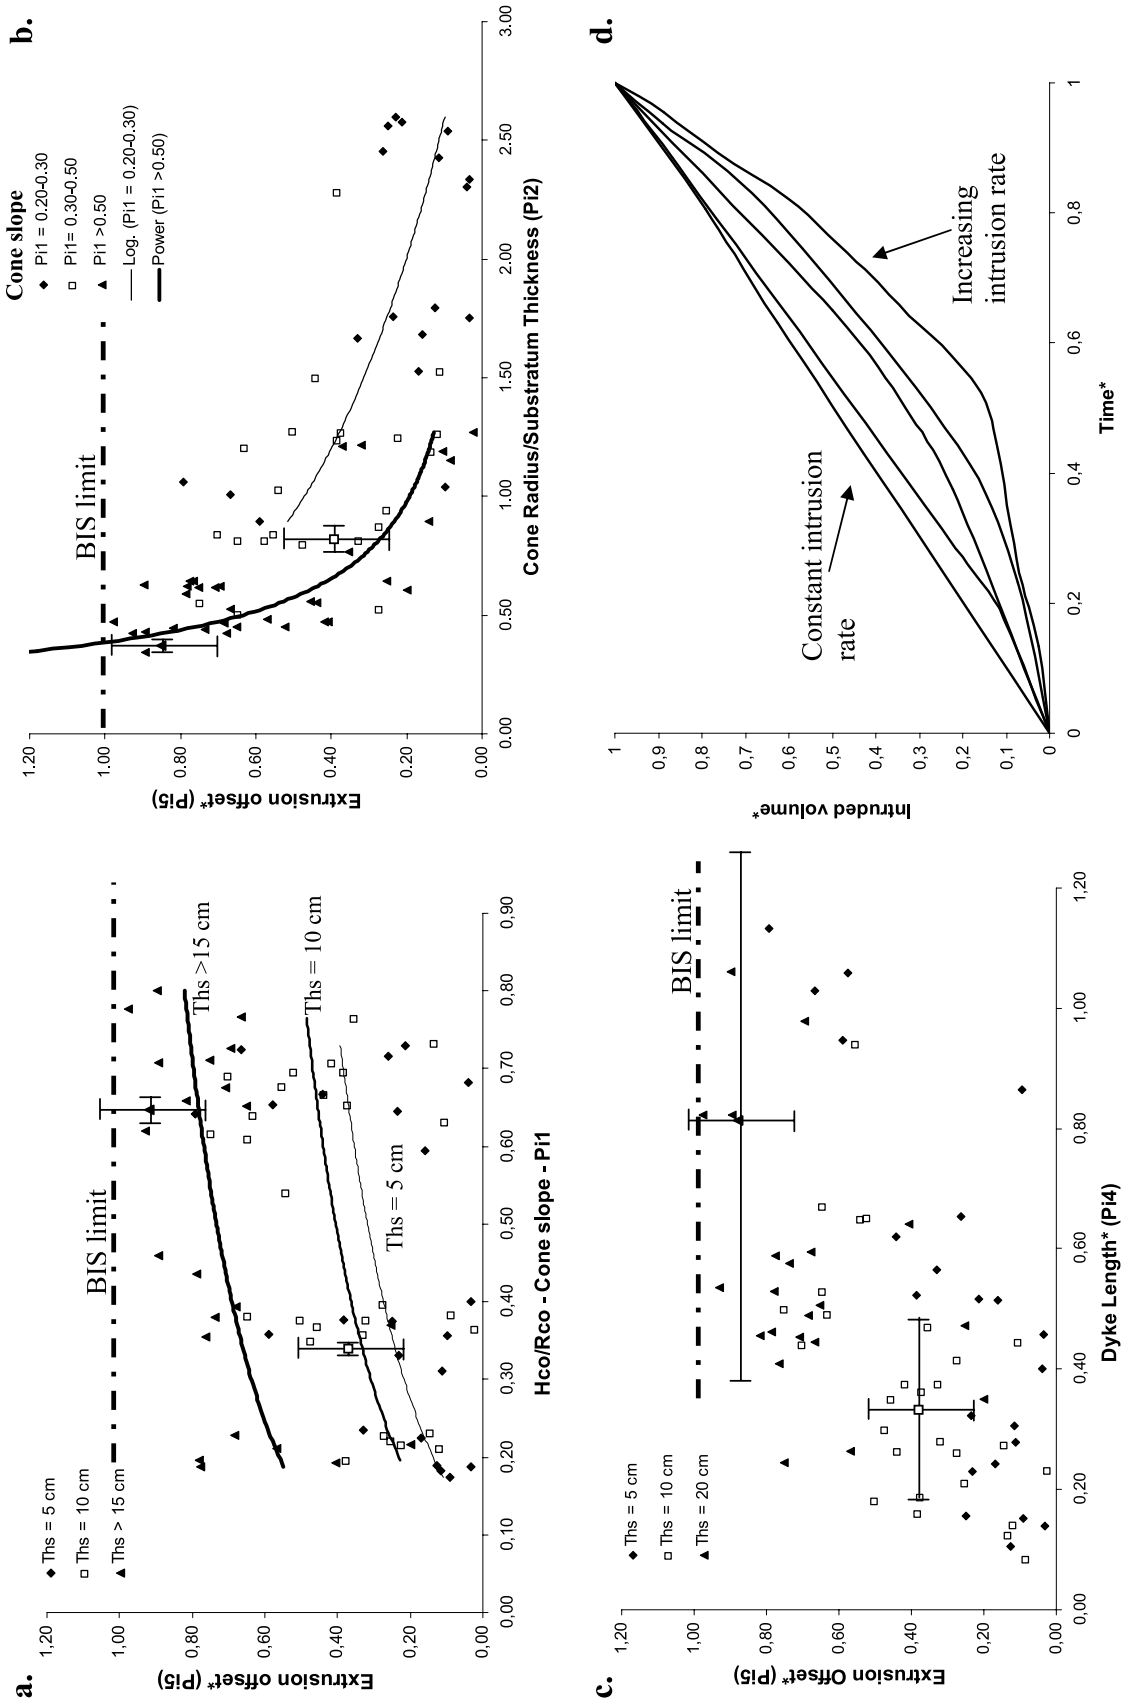 a.
Extrusion offset* (Pi5)
1,20
1,00
0,80
0,60
0,40
0,20
0,00
0,00
0,10
0,20
0,30
0,40
0,50
0,60
0,70
0,80
0,90
Hco/Rco - Cone slope - Pi1
Ths = 5 cm
Ths = 10 cm
Ths > 15 cm
BIS limit
Ths >15 cm
Ths = 10 cm
Ths = 5 cm
b.
Extrusion offset* (Pi5)
1.20
1.00
0.80
0.60
0.40
0.20
0.00
0.00
0.50
1.00
1.50
2.00
2.50
3.00
Cone Radius/Substratum Thickness (Pi2)
BIS limit
Cone slope
Pi1 = 0.20-0.30
Pi1= 0.30-0.50
Pi1 >0.50
Log. (Pi1 = 0.20-0.30)
Power (Pi1 >0.50)
c.
Extrusion Offset* (Pi5)
1,20
1,00
0,80
0,60
0,40
0,20
0,00
0,00
0,20
0,40
0,60
0,80
1,00
1,20
Dyke Length* (Pi4)
Ths = 5 cm
Ths = 10 cm
Ths = 20 cm
BIS limit
d.
Intruded volume*
1
0,9
0,8
0,7
0,6
0,5
0,4
0,3
0,2
0,1
0
0
0,2
0,4
0,6
0,8
1
Time*
Constant intrusion
rate
Increasing
intrusion rate